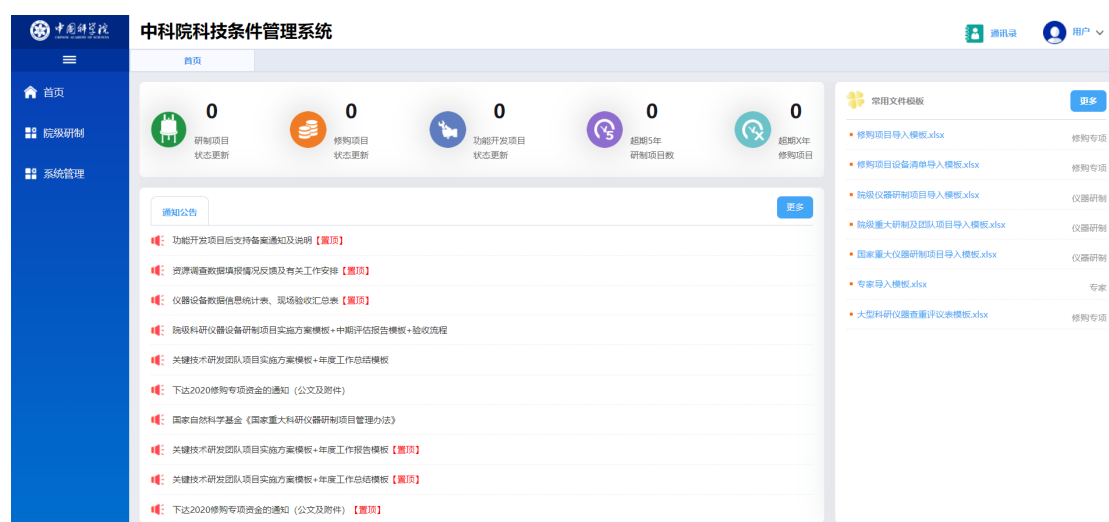 中国科学院
CHINESE ACADEMY OF SCIENCES
中科院科技条件管理系统
通讯录
用户
首页
首页
院级研制
系统管理
0
研制项目
状态更新
0
修购项目
状态更新
0
功能开发项目
状态更新
0
超期5年
研制项目数
0
超期X年
修购项目
通知公告
更多
功能开发项目后支持备案通知及说明【置顶】
资源调查数据填报情况反馈及有关工作安排【置顶】
仪器设备数据信息统计表、现场验收汇总表【置顶】
院级科研仪器设备研制项目实施方案模板+中期评估报告模板+验收流程
关键技术研发团队项目实施方案模板+年度工作总结模板
下达2020修购专项资金的通知（公文及附件）
国家自然科学基金《国家重大科研仪器研制项目管理办法》
关键技术研发团队项目实施方案模板+年度工作报告模板【置顶】
关键技术研发团队项目实施方案模板+年度工作总结模板【置顶】
下达2020修购专项资金的通知（公文及附件）【置顶】
常用文件模板
更多
修购项目导入模板.xlsx 修购专项
修购项目设备清单导入模板.xlsx 修购专项
院级仪器研制项目导入模板.xlsx 仪器研制
院级重大研制及团队项目导入模板.xlsx 仪器研制
国家重大仪器研制项目导入模板.xlsx 仪器研制
专家导入模板.xlsx 专家
大型科研仪器查重评议表模板.xlsx 修购专项